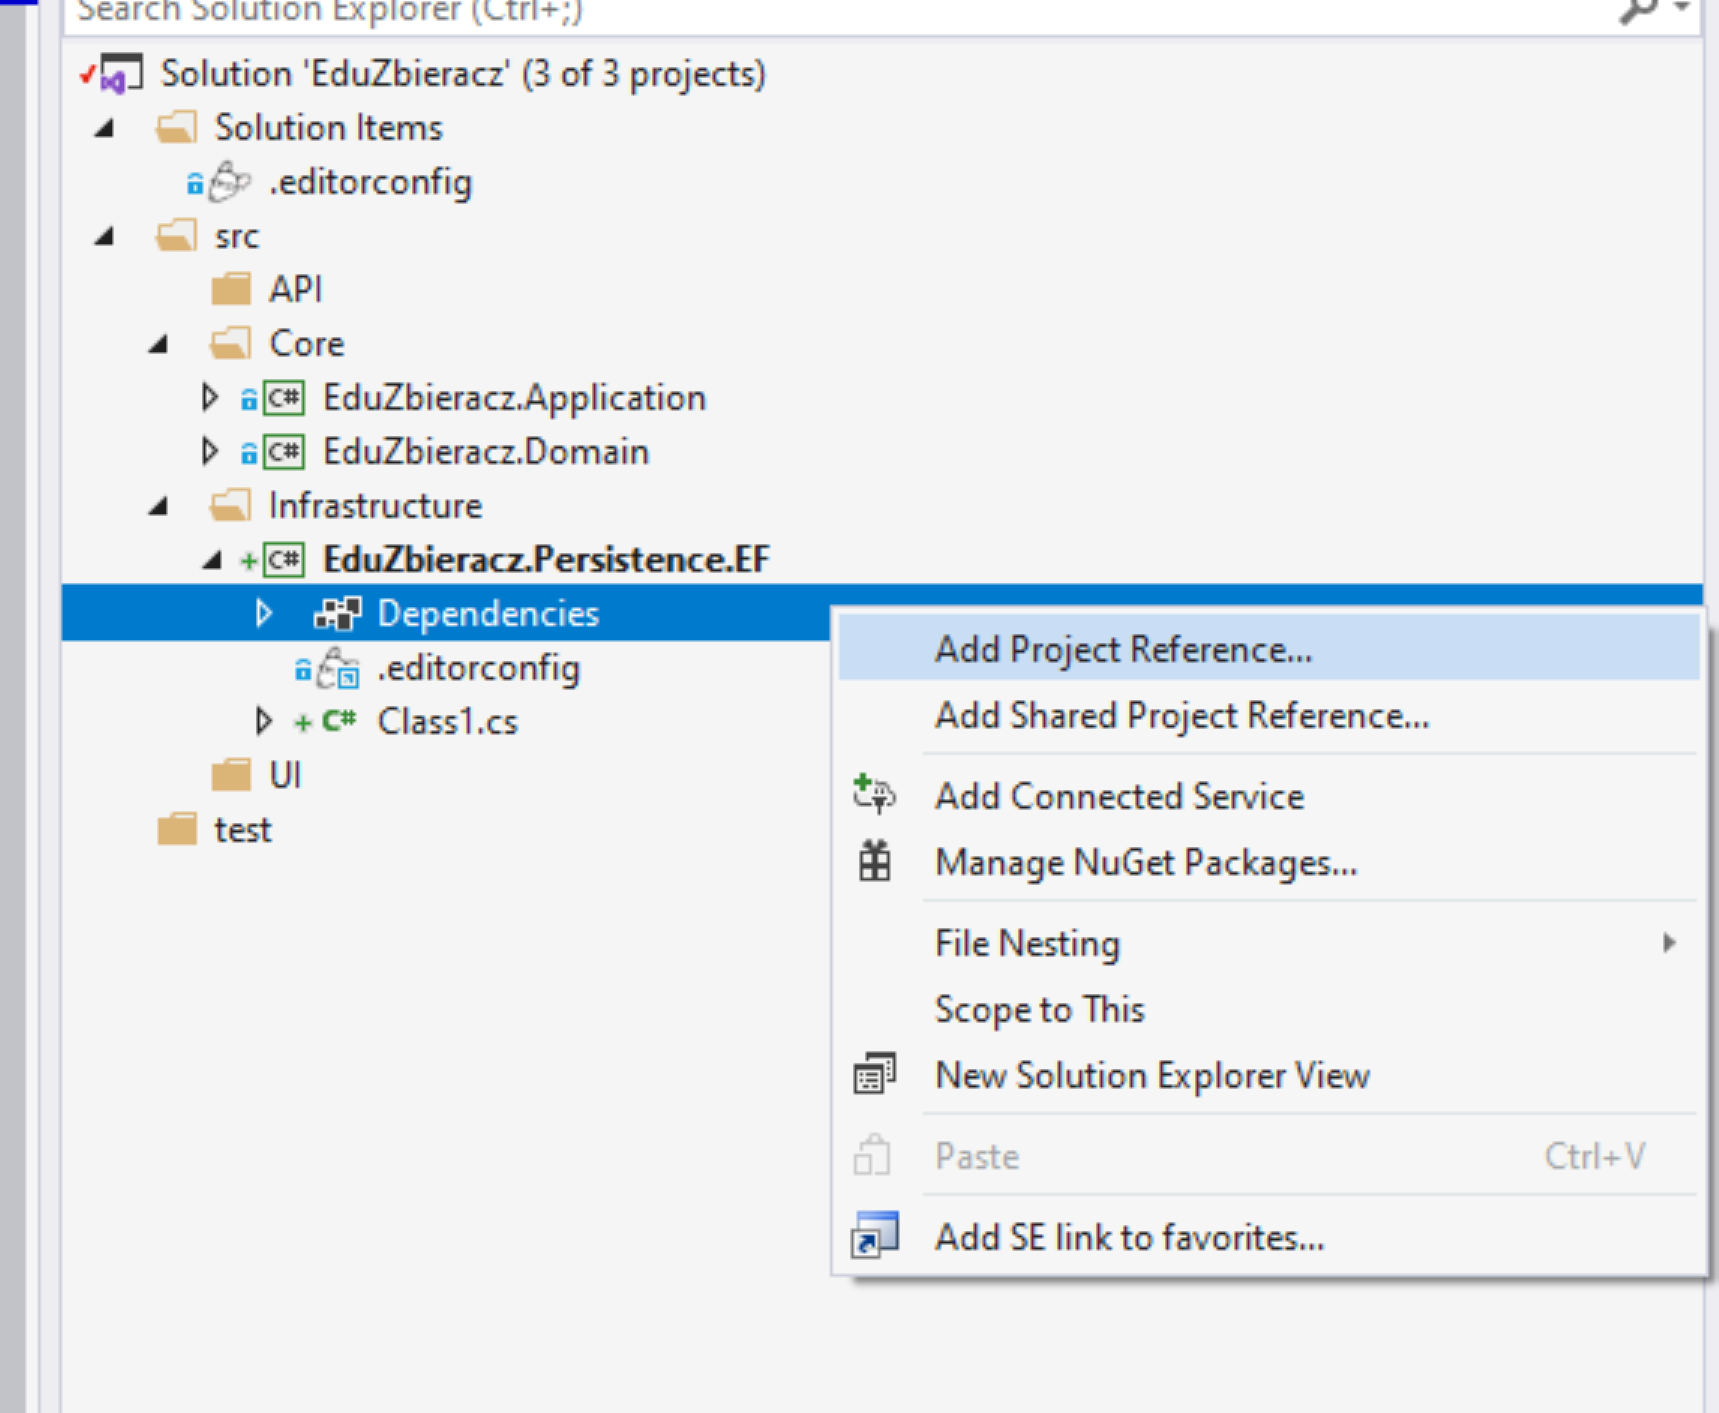 Search Solution Explorer (Ctrl+;)
Solution 'EduZbieracz' (3 of 3 projects)
Solution Items
.editorconfig
src
API
Core
C# EduZbieracz.Application
C# EduZbieracz.Domain
Infrastructure
+ C# EduZbieracz.Persistence.EF
Dependencies
.editorconfig
+ C# Class1.cs
UI
test
Add Project Reference...
Add Shared Project Reference...
Add Connected Service
Manage NuGet Packages...
File Nesting
Scope to This
New Solution Explorer View
Paste Ctrl+V
Add SE link to favorites...